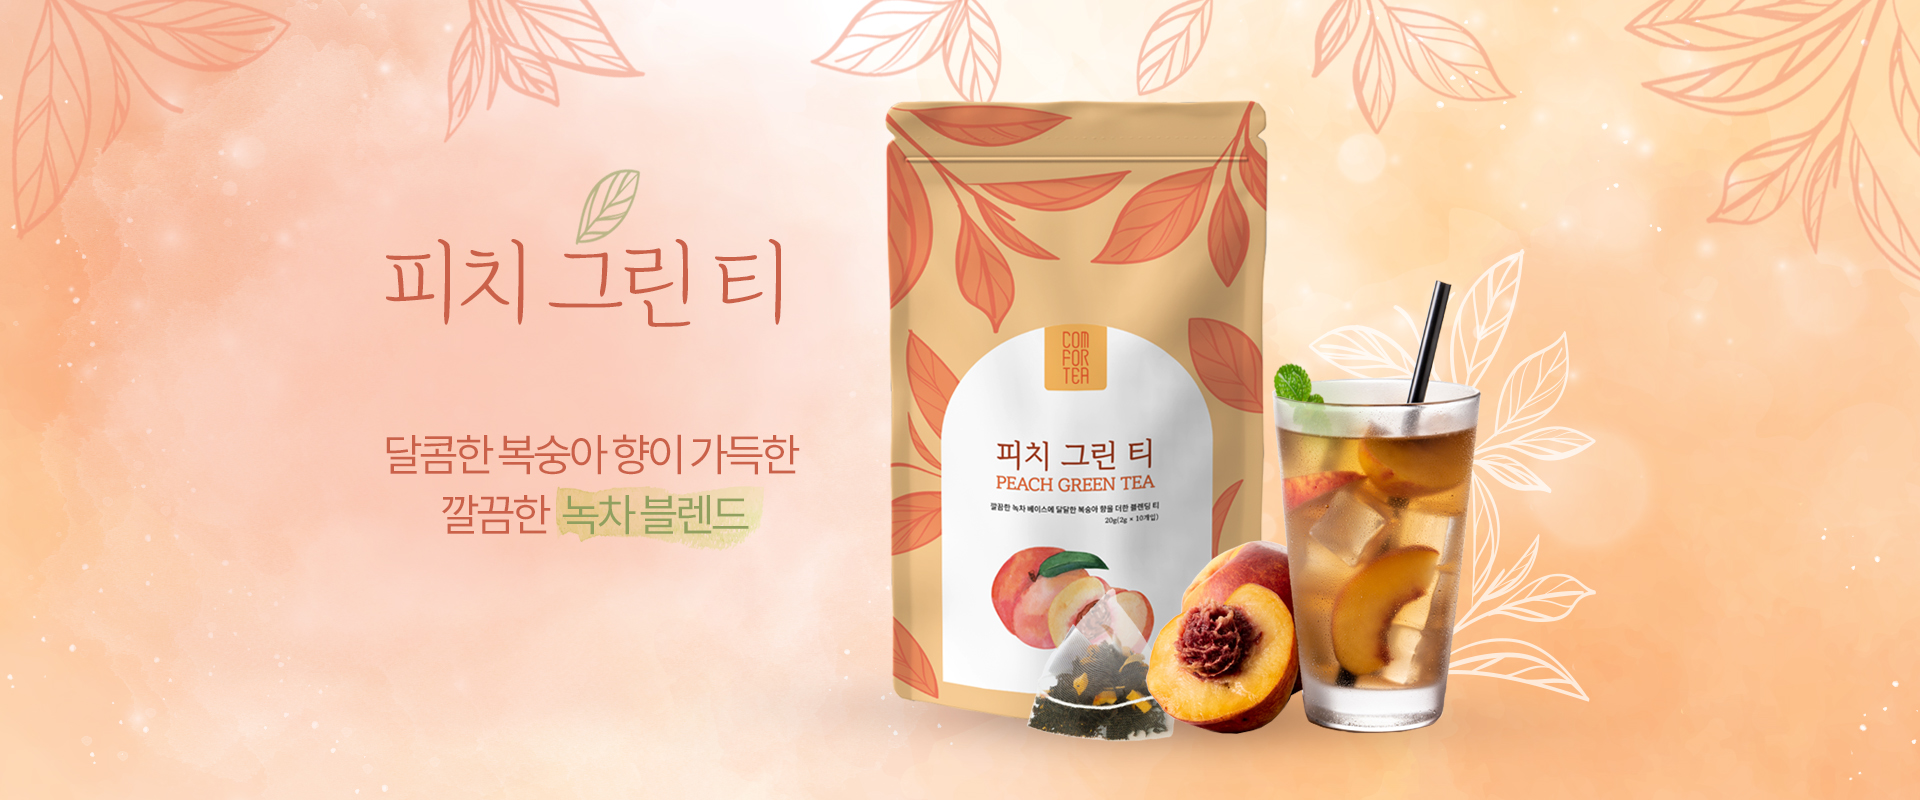 피치 그린 티
달콤한 복숭아 향이 가득한
깔끔한 녹차 블렌드
COM
FOR
TEA
피치 그린 티
PEACH GREEN TEA
깔끔한 녹차 베이스에 달달한 복숭아 향을 더한 블렌딩 티
20g(2g × 10개입)